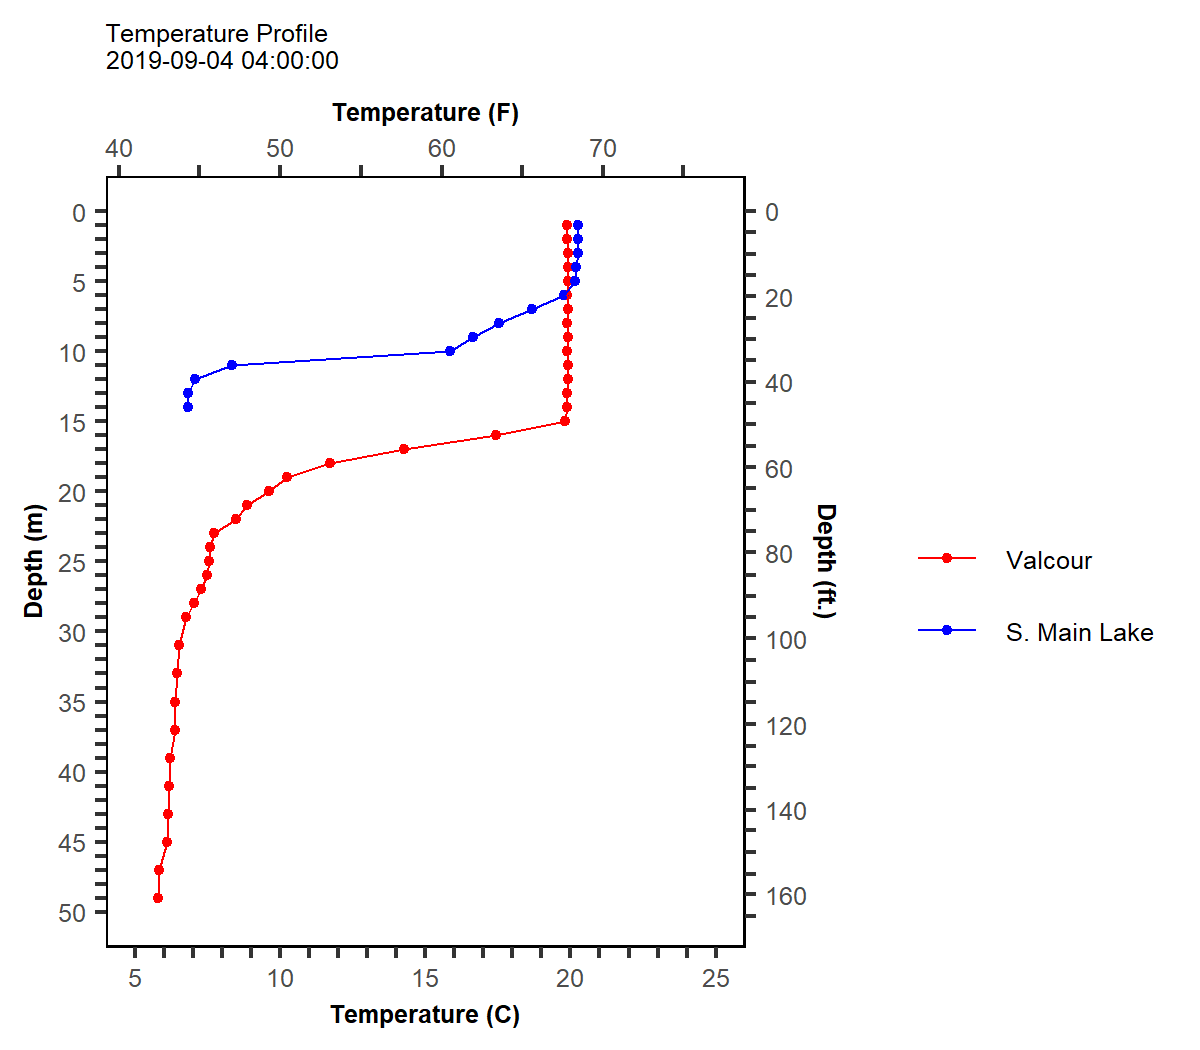 Temperature Profile
2019-09-04 04:00:00
Temperature (F)
40 50 60 70
0
5
10
15
20
25
30
35
40
45
50
Depth (m)
0
20
40
60
80
100
120
140
160
Depth (ft.)
Valcour
S. Main Lake
5 10 15 20 25
Temperature (C)